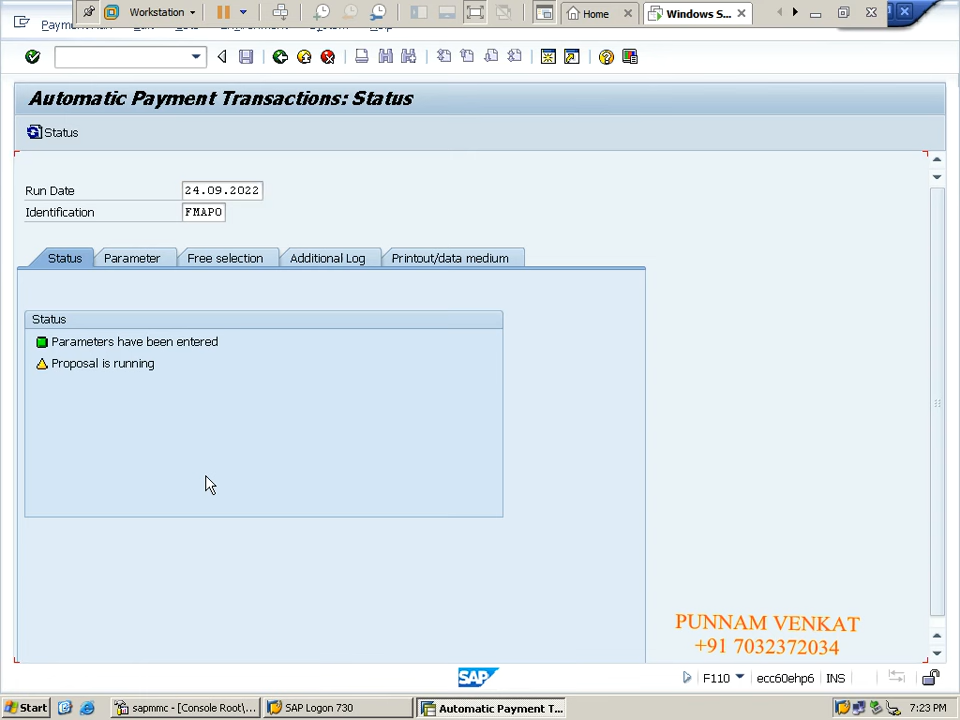 Workstation
Home
Windows S...
Automatic Payment Transactions: Status
Status
Run Date 24.09.2022
Identification FMAPO
Status Parameter Free selection Additional Log Printout/data medium
Status
Parameters have been entered
Proposal is running
PUNNAM VENKAT
+91 7032372034
SAP
F110 ecc60ehp6 INS
Start sapmmc - [Console Root\... SAP Logon 730 Automatic Payment T... 7:23 PM